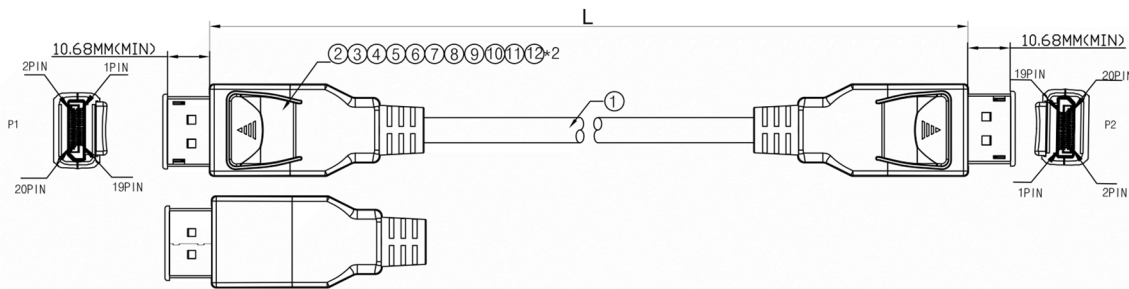 L
10.68MM(MIN)
②③④⑤⑥⑦⑧⑨⑩⑪⑫*2
10.68MM(MIN)
2PIN 1PIN
19PIN 20PIN
①
P1
P2
20PIN 19PIN
1PIN 2PIN